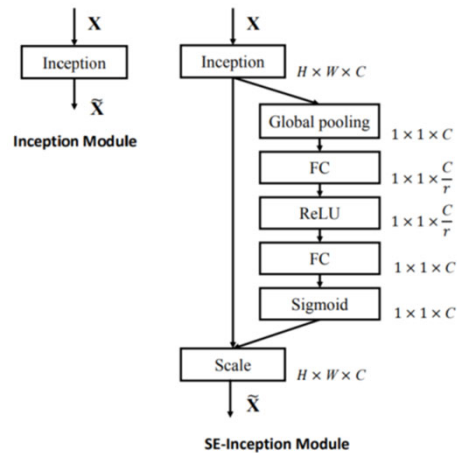 X
Inception
X̃
Inception Module
X
Inception
H × W × C
Global pooling
1 × 1 × C
FC
1 × 1 × C/r
ReLU
1 × 1 × C/r
FC
1 × 1 × C
Sigmoid
1 × 1 × C
Scale
H × W × C
X̃
SE-Inception Module